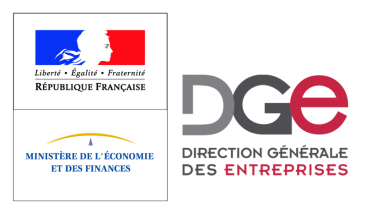 Liberté • Égalité • Fraternité
RÉPUBLIQUE FRANÇAISE
MINISTÈRE DE L'ÉCONOMIE
ET DES FINANCES
DGe
DIRECTION GÉNÉRALE
DES ENTREPRISES